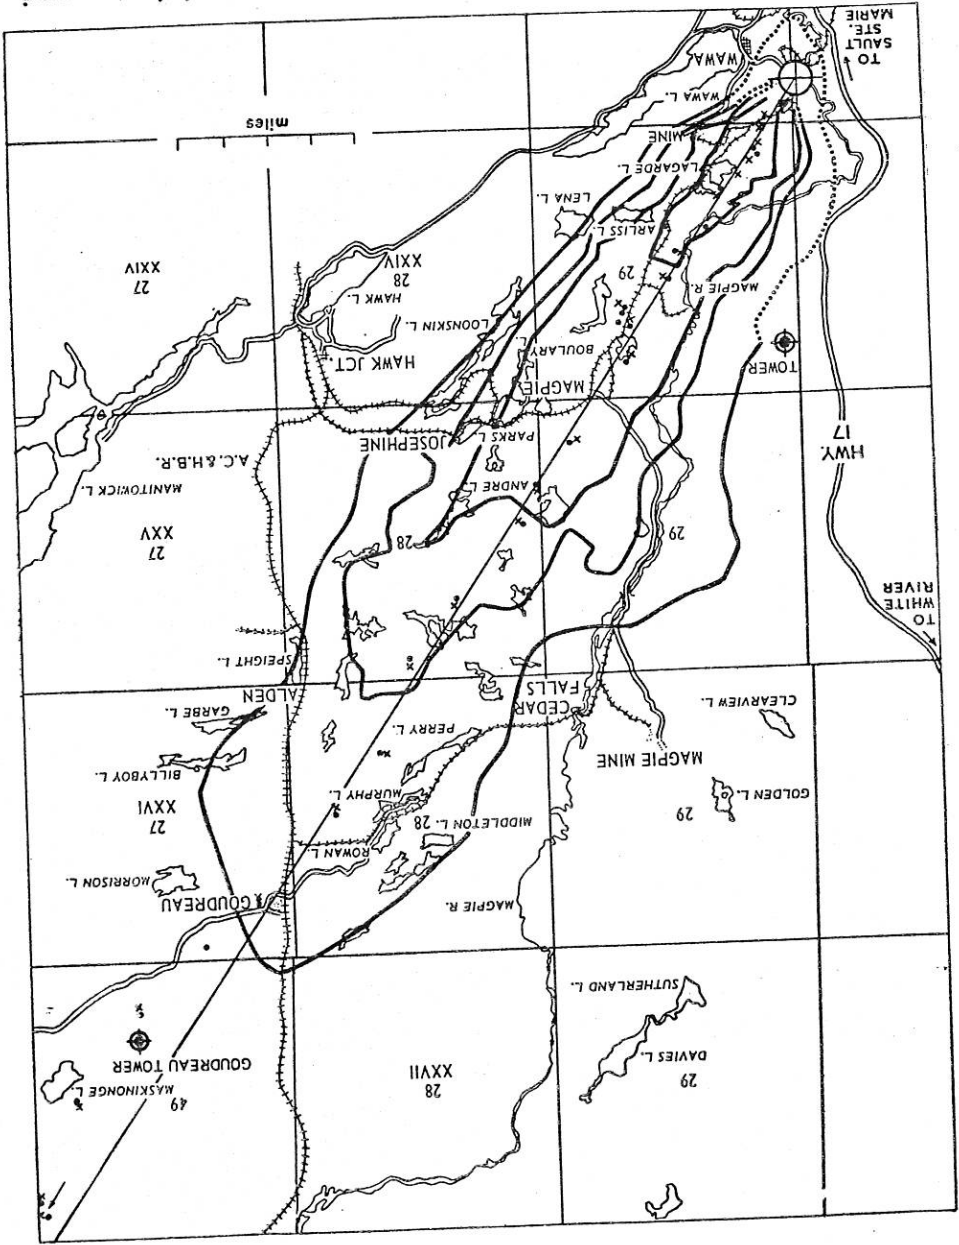 49
MASKINONGE L.
GOUDREAU TOWER
28
XXVII
29
DAVIES L.
SUTHERLAND L.
MAGPIE R.
GOUDREAU
MORRISON L.
ROWAN L.
MIDDLETON L.
28
29
GOLDEN L.
27
XXVI
MURPHY L.
BILLYBOY L.
MAGPIE MINE
PERRY L.
GARBE L.
CLEARVIEW L.
CEDAR
FALLS
ALDEN
SPEIGHT L.
TO
WHITE
RIVER
28
29
27
XXV
ANDRE L.
MANITOWICK L.
A.C. & H.B.R.
PARKS L.
JOSEPHINE
HWY.
17
MAGPIE
BOULARY
L.
TOWER
HAWK JCT.
LOONSKIN L.
HAWK L.
MAGPIE R.
29
28
XXIV
27
XXIV
ARLISS L.
LENA L.
LAGARDE L.
MINE
miles
WAWA L.
WAWA
TO
SAULT
STE.
MARIE